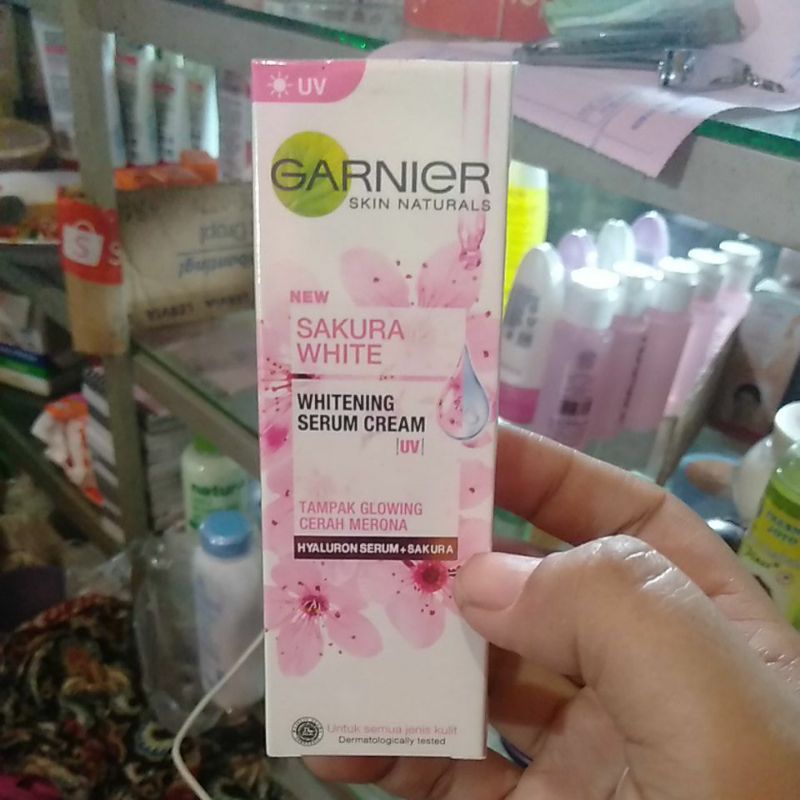 UV
GARNIER
SKIN NATURALS
NEW
SAKURA
WHITE
WHITENING
SERUM CREAM
UV
TAMPAK GLOWING
CERAH MERONA
HYALURON SERUM+SAKURA
Untuk semua jenis kulit
Dermatologically tested
natur